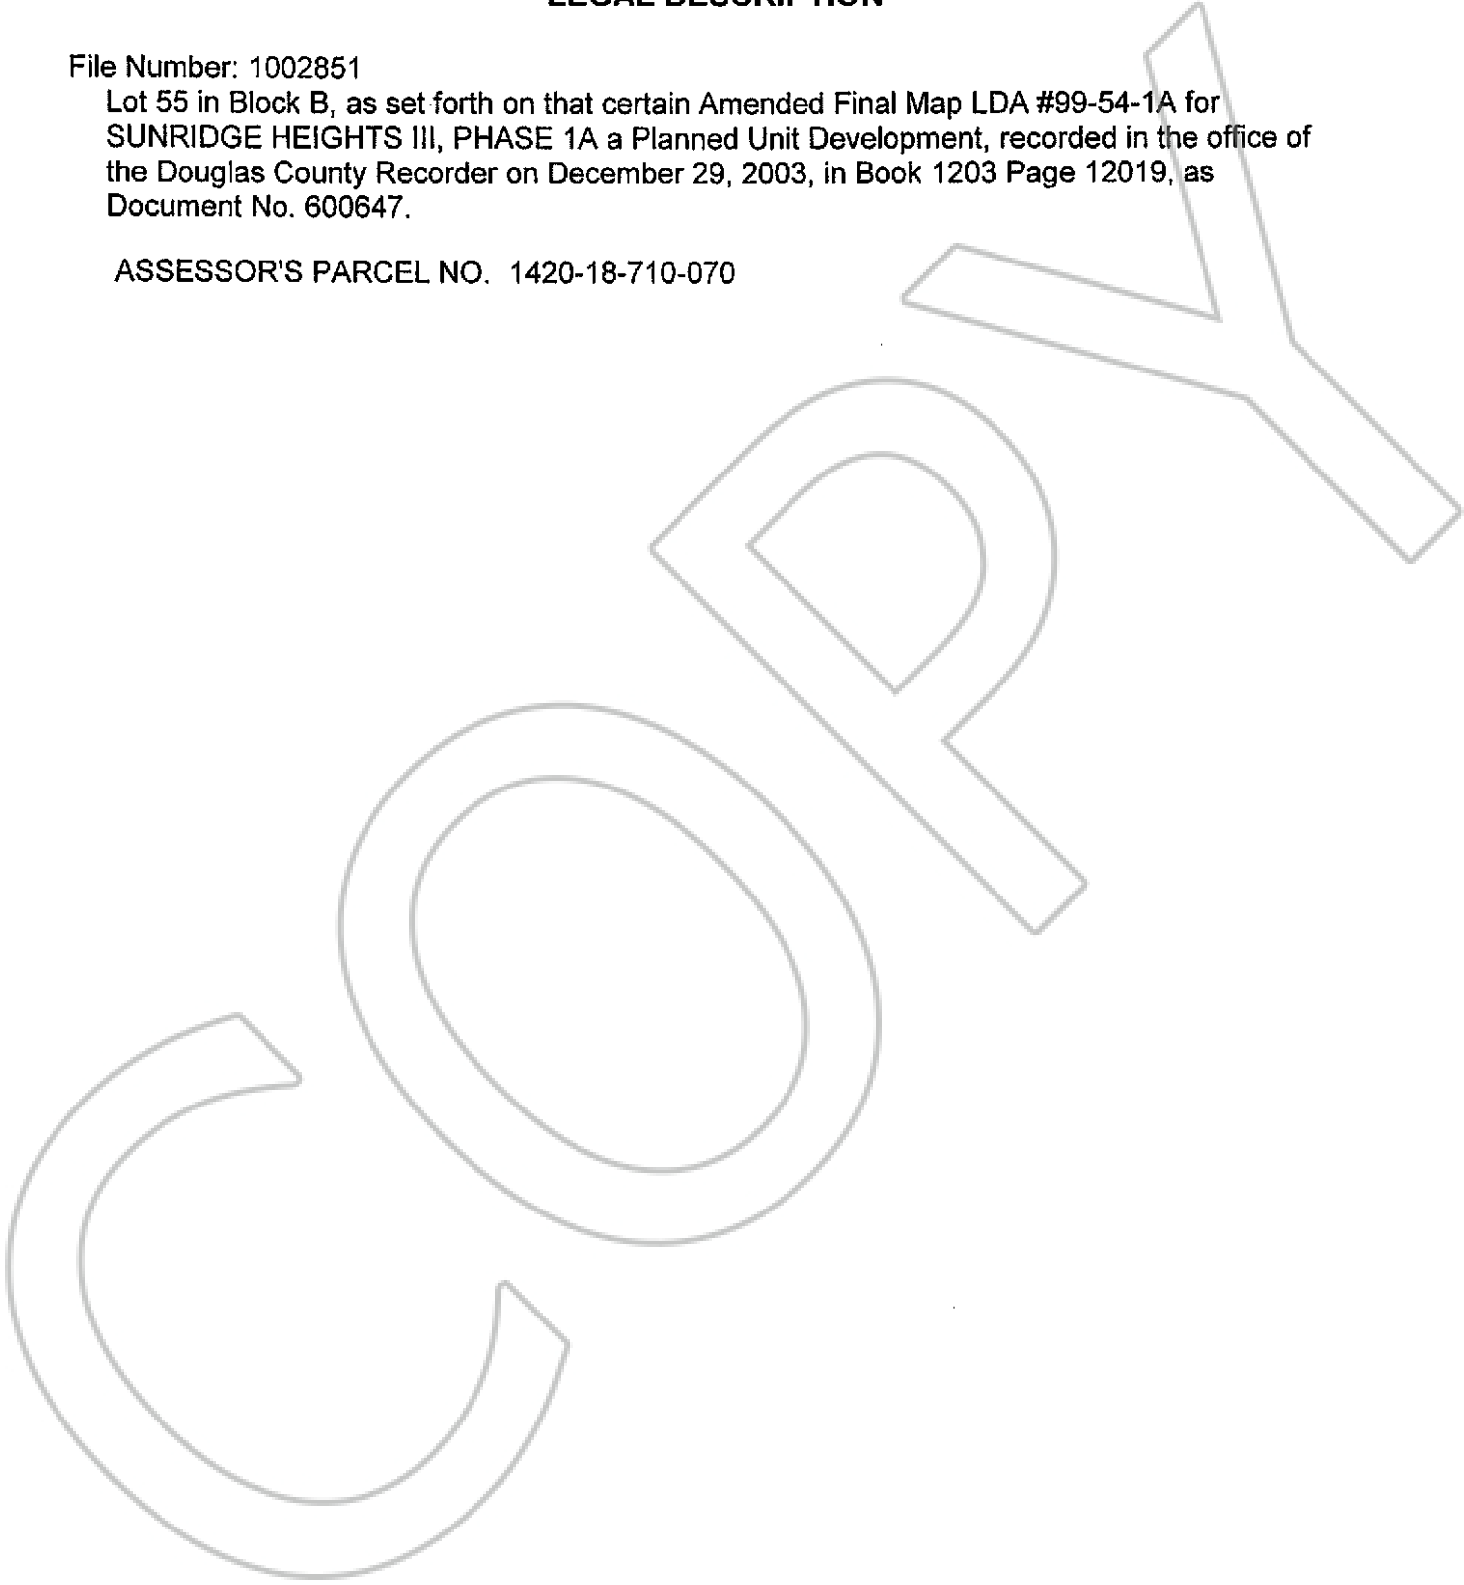 LEGAL DESCRIPTION
File Number: 1002851
Lot 55 in Block B, as set forth on that certain Amended Final Map LDA #99-54-1A for
SUNRIDGE HEIGHTS III, PHASE 1A a Planned Unit Development, recorded in the office of
the Douglas County Recorder on December 29, 2003, in Book 1203 Page 12019, as
Document No. 600647.
ASSESSOR'S PARCEL NO. 1420-18-710-070
COPY